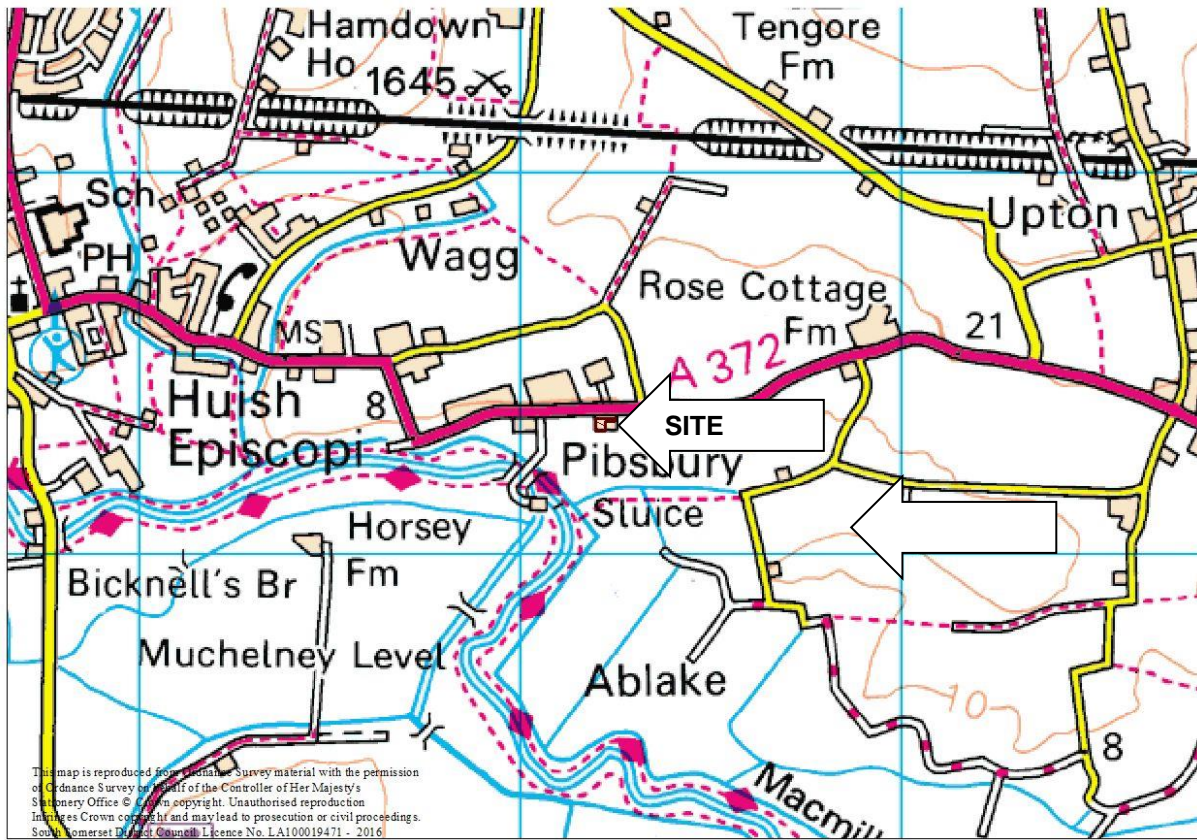 Hamdown
Ho
1645
Tengore
Fm
Sch
PH
Wagg
Upton
Rose Cottage
Fm
21
MS
A 372
Huish
Episcopi
8
SITE
Pibsbury
Sluice
Horsey
Fm
Bicknell's Br
Muchelney Level
Ablake
10
8
Macmill
This map is reproduced from Ordnance Survey material with the permission
of Ordnance Survey on behalf of the Controller of Her Majesty's
Stationery Office © Crown copyright. Unauthorised reproduction
Infringes Crown copyright and may lead to prosecution or civil proceedings.
South Somerset District Council Licence No. LA100019471 - 2016